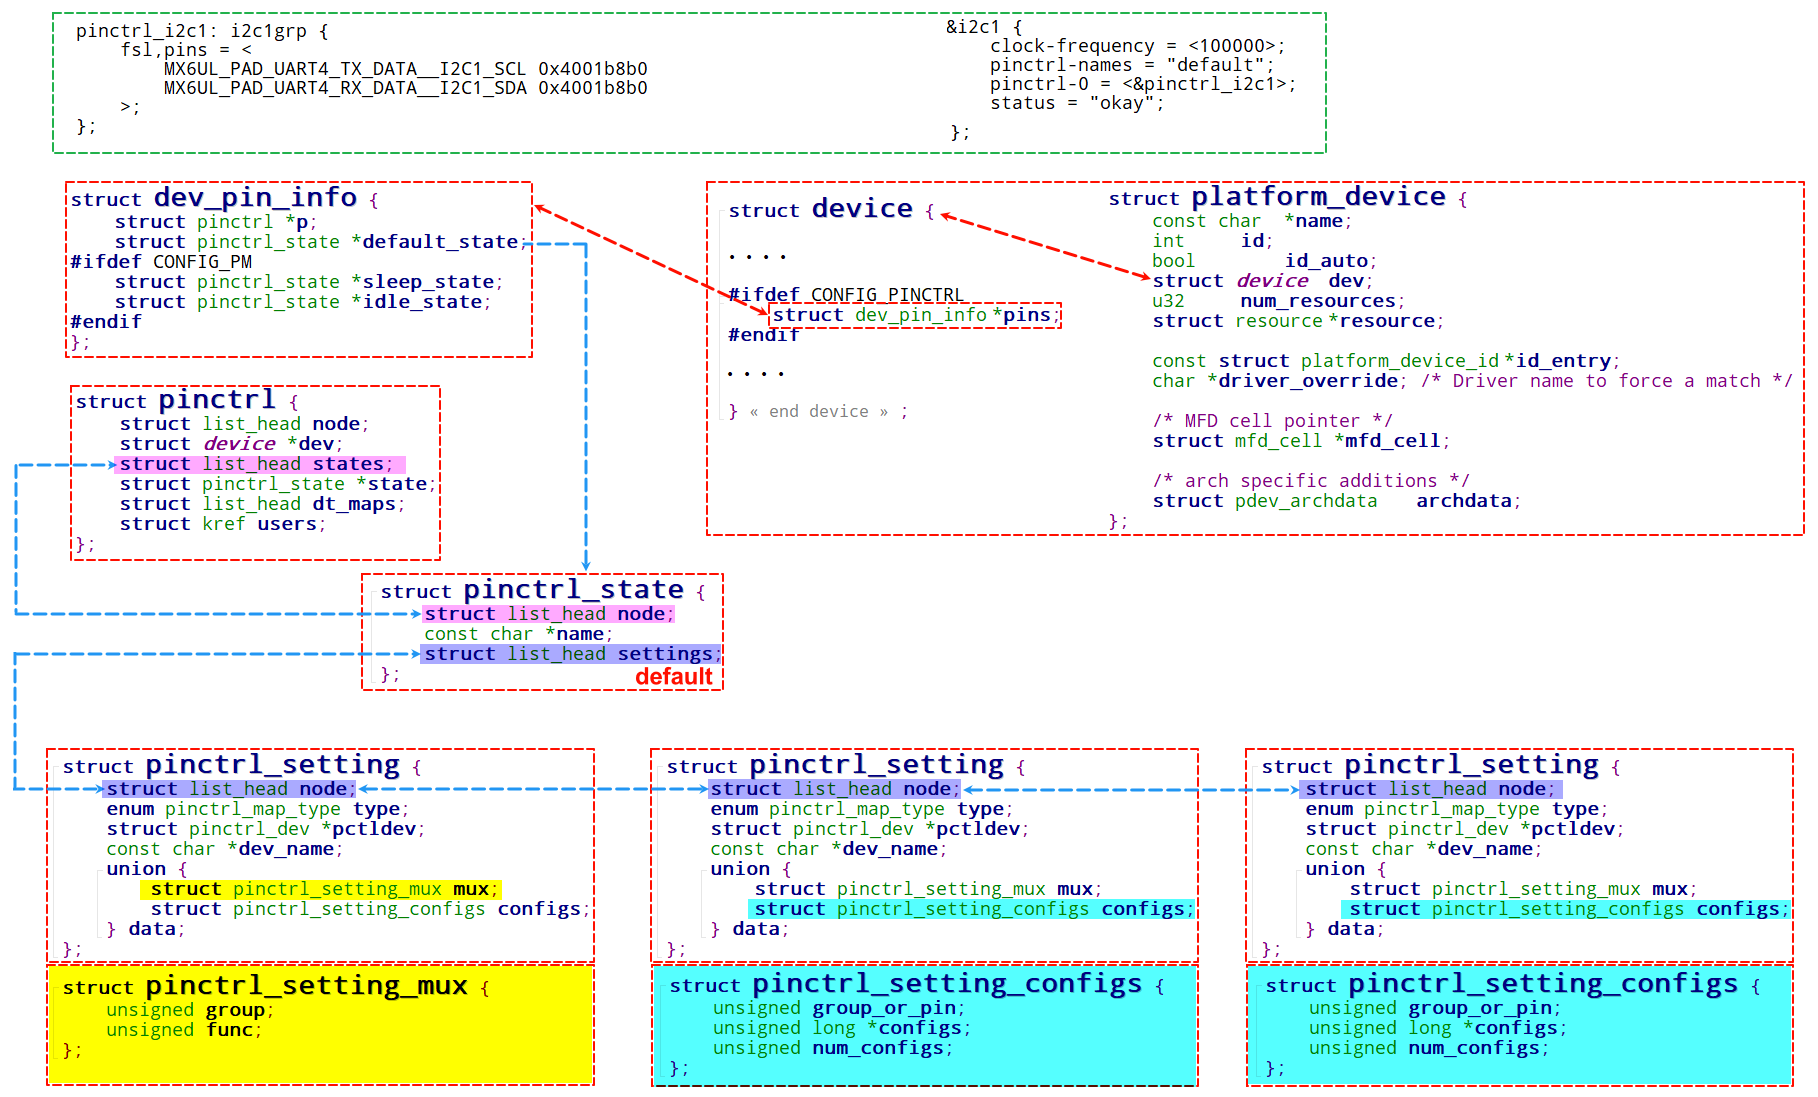 pinctrl_i2c1: i2c1grp {
    fsl,pins = <
        MX6UL_PAD_UART4_TX_DATA__I2C1_SCL 0x4001b8b0
        MX6UL_PAD_UART4_RX_DATA__I2C1_SDA 0x4001b8b0
    >;
};
&i2c1 {
    clock-frequency = <100000>;
    pinctrl-names = "default";
    pinctrl-0 = <&pinctrl_i2c1>;
    status = "okay";
};
struct dev_pin_info {
    struct pinctrl *p;
    struct pinctrl_state *default_state;
#ifdef CONFIG_PM
    struct pinctrl_state *sleep_state;
    struct pinctrl_state *idle_state;
#endif
};
struct device {
. . . .
#ifdef CONFIG_PINCTRL
    struct dev_pin_info *pins;
#endif
. . . .
} « end device » ;
struct platform_device {
    const char *name;
    int id;
    bool id_auto;
    struct device dev;
    u32 num_resources;
    struct resource *resource;
    const struct platform_device_id *id_entry;
    char *driver_override; /* Driver name to force a match */
    /* MFD cell pointer */
    struct mfd_cell *mfd_cell;
    /* arch specific additions */
    struct pdev_archdata archdata;
};
struct pinctrl {
    struct list_head node;
    struct device *dev;
    struct list_head states;
    struct pinctrl_state *state;
    struct list_head dt_maps;
    struct kref users;
};
struct pinctrl_state {
    struct list_head node;
    const char *name;
    struct list_head settings;
};
default
struct pinctrl_setting {
    struct list_head node;
    enum pinctrl_map_type type;
    struct pinctrl_dev *pctldev;
    const char *dev_name;
    union {
        struct pinctrl_setting_mux mux;
        struct pinctrl_setting_configs configs;
    } data;
};
struct pinctrl_setting_mux {
    unsigned group;
    unsigned func;
};
struct pinctrl_setting {
    struct list_head node;
    enum pinctrl_map_type type;
    struct pinctrl_dev *pctldev;
    const char *dev_name;
    union {
        struct pinctrl_setting_mux mux;
        struct pinctrl_setting_configs configs;
    } data;
};
struct pinctrl_setting_configs {
    unsigned group_or_pin;
    unsigned long *configs;
    unsigned num_configs;
};
struct pinctrl_setting {
    struct list_head node;
    enum pinctrl_map_type type;
    struct pinctrl_dev *pctldev;
    const char *dev_name;
    union {
        struct pinctrl_setting_mux mux;
        struct pinctrl_setting_configs configs;
    } data;
};
struct pinctrl_setting_configs {
    unsigned group_or_pin;
    unsigned long *configs;
    unsigned num_configs;
};